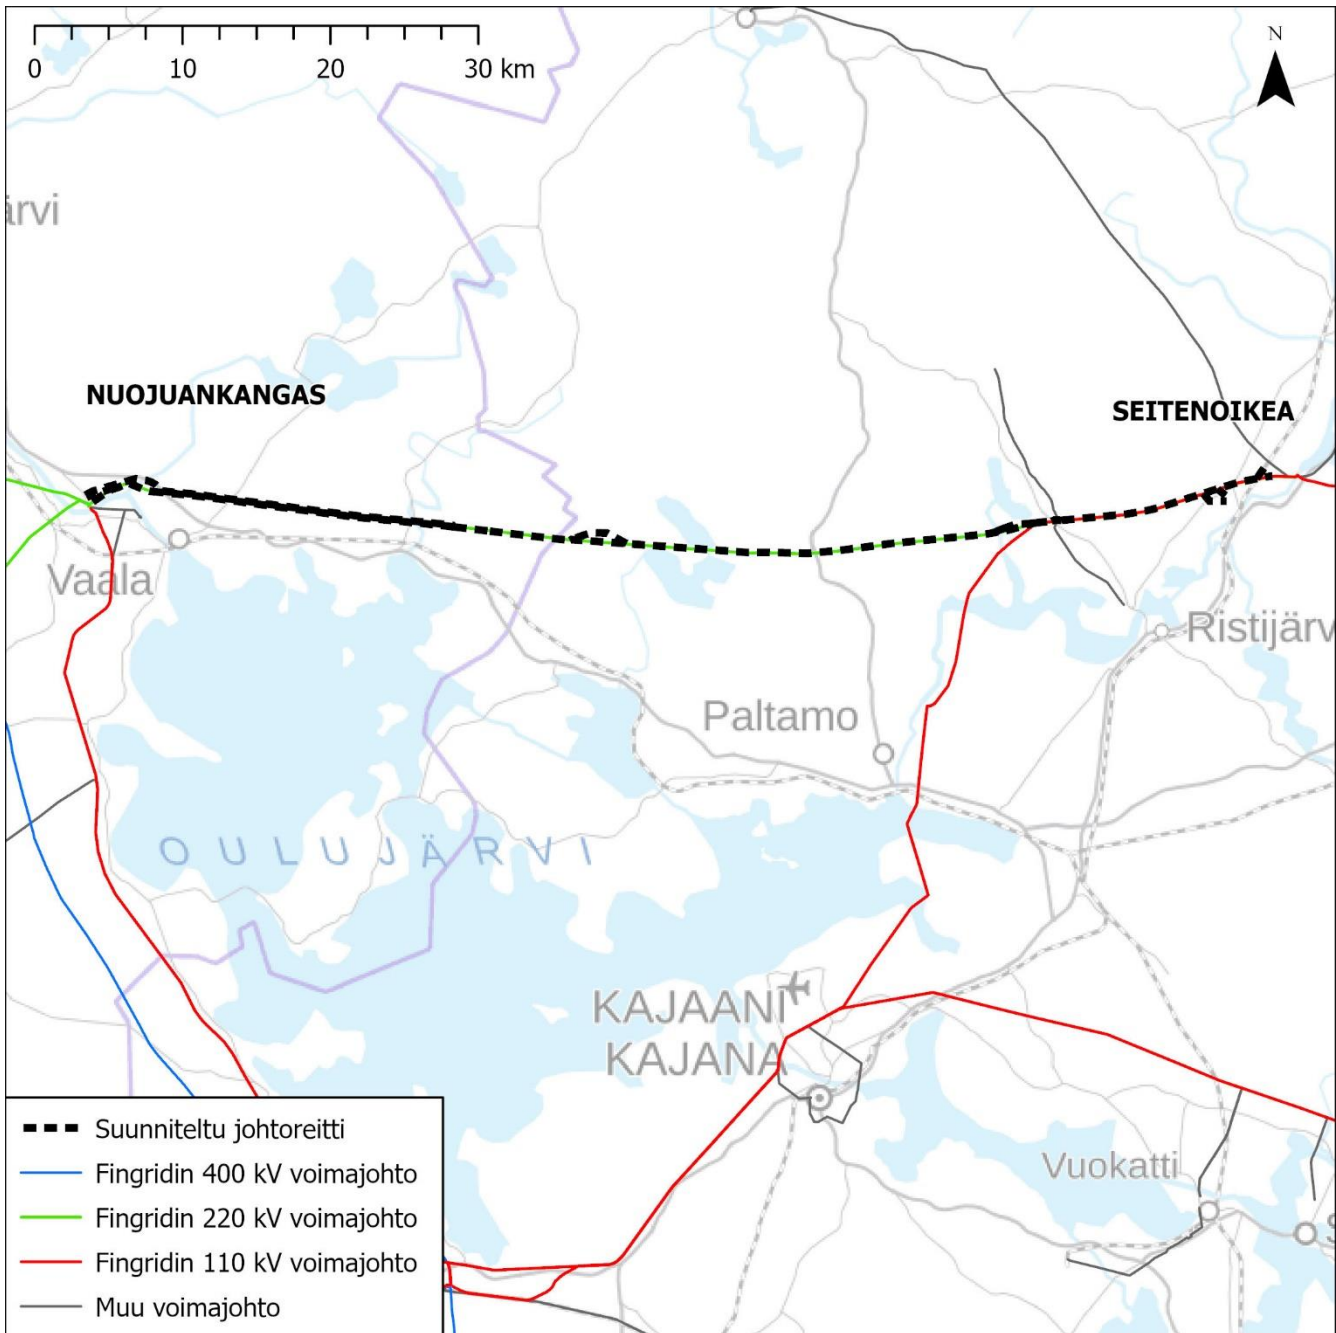 0 10 20 30 km
N
ärvi
NUOJUANKANGAS
SEITENOIKEA
Vaala
Ristijärv
Paltamo
OULUJÄRVI
KAJAANI
KAJANA
Vuokatti
S
Suunniteltu johtoreitti
Fingridin 400 kV voimajohto
Fingridin 220 kV voimajohto
Fingridin 110 kV voimajohto
Muu voimajohto